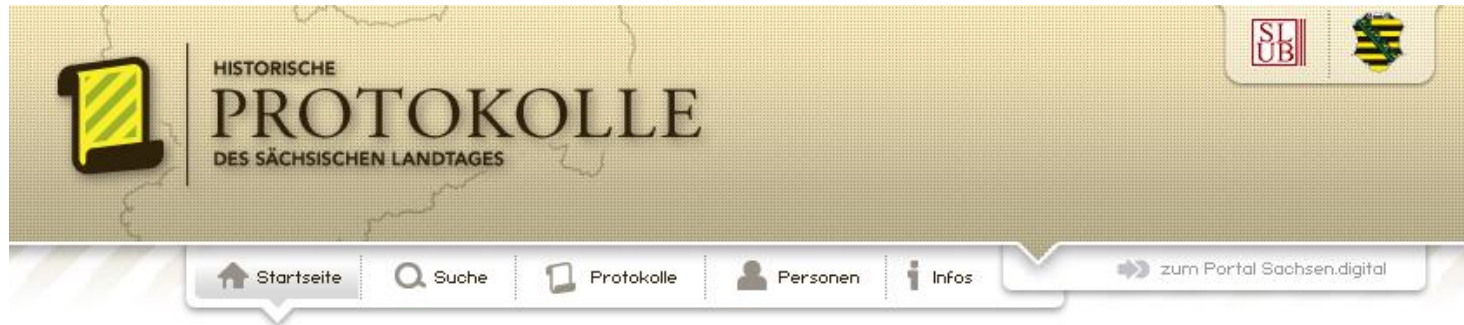 HISTORISCHE
PROTOKOLLE
DES SÄCHSISCHEN LANDTAGES
SL
UB
Startseite
Suche
Protokolle
Personen
Infos
zum Portal Sachsen.digital